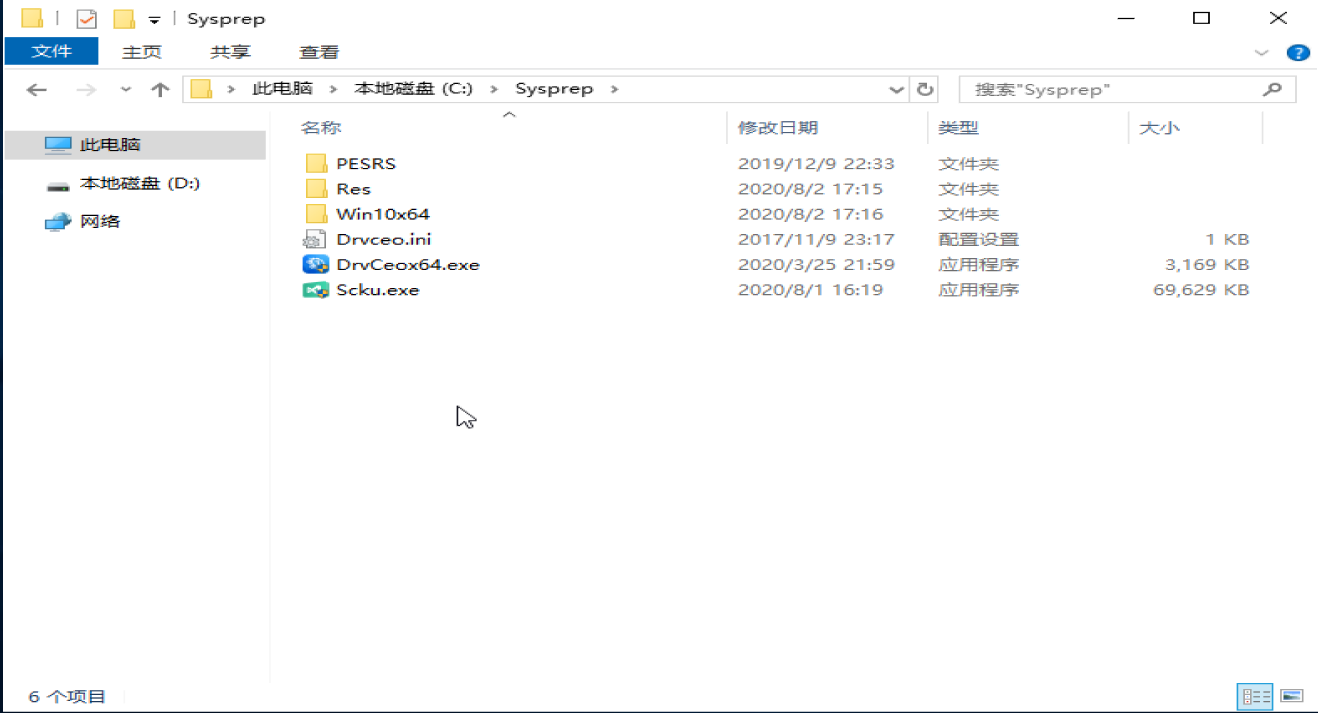 Sysprep
文件 主页 共享 查看
此电脑 本地磁盘 (C:) Sysprep 搜索"Sysprep"
名称 修改日期 类型 大小
此电脑
本地磁盘 (D:)
网络
PESRS 2019/12/9 22:33 文件夹
Res 2020/8/2 17:15 文件夹
Win10x64 2020/8/2 17:16 文件夹
Drvceo.ini 2017/11/9 23:17 配置设置 1 KB
DrvCeox64.exe 2020/3/25 21:59 应用程序 3,169 KB
Scku.exe 2020/8/1 16:19 应用程序 69,629 KB
6 个项目